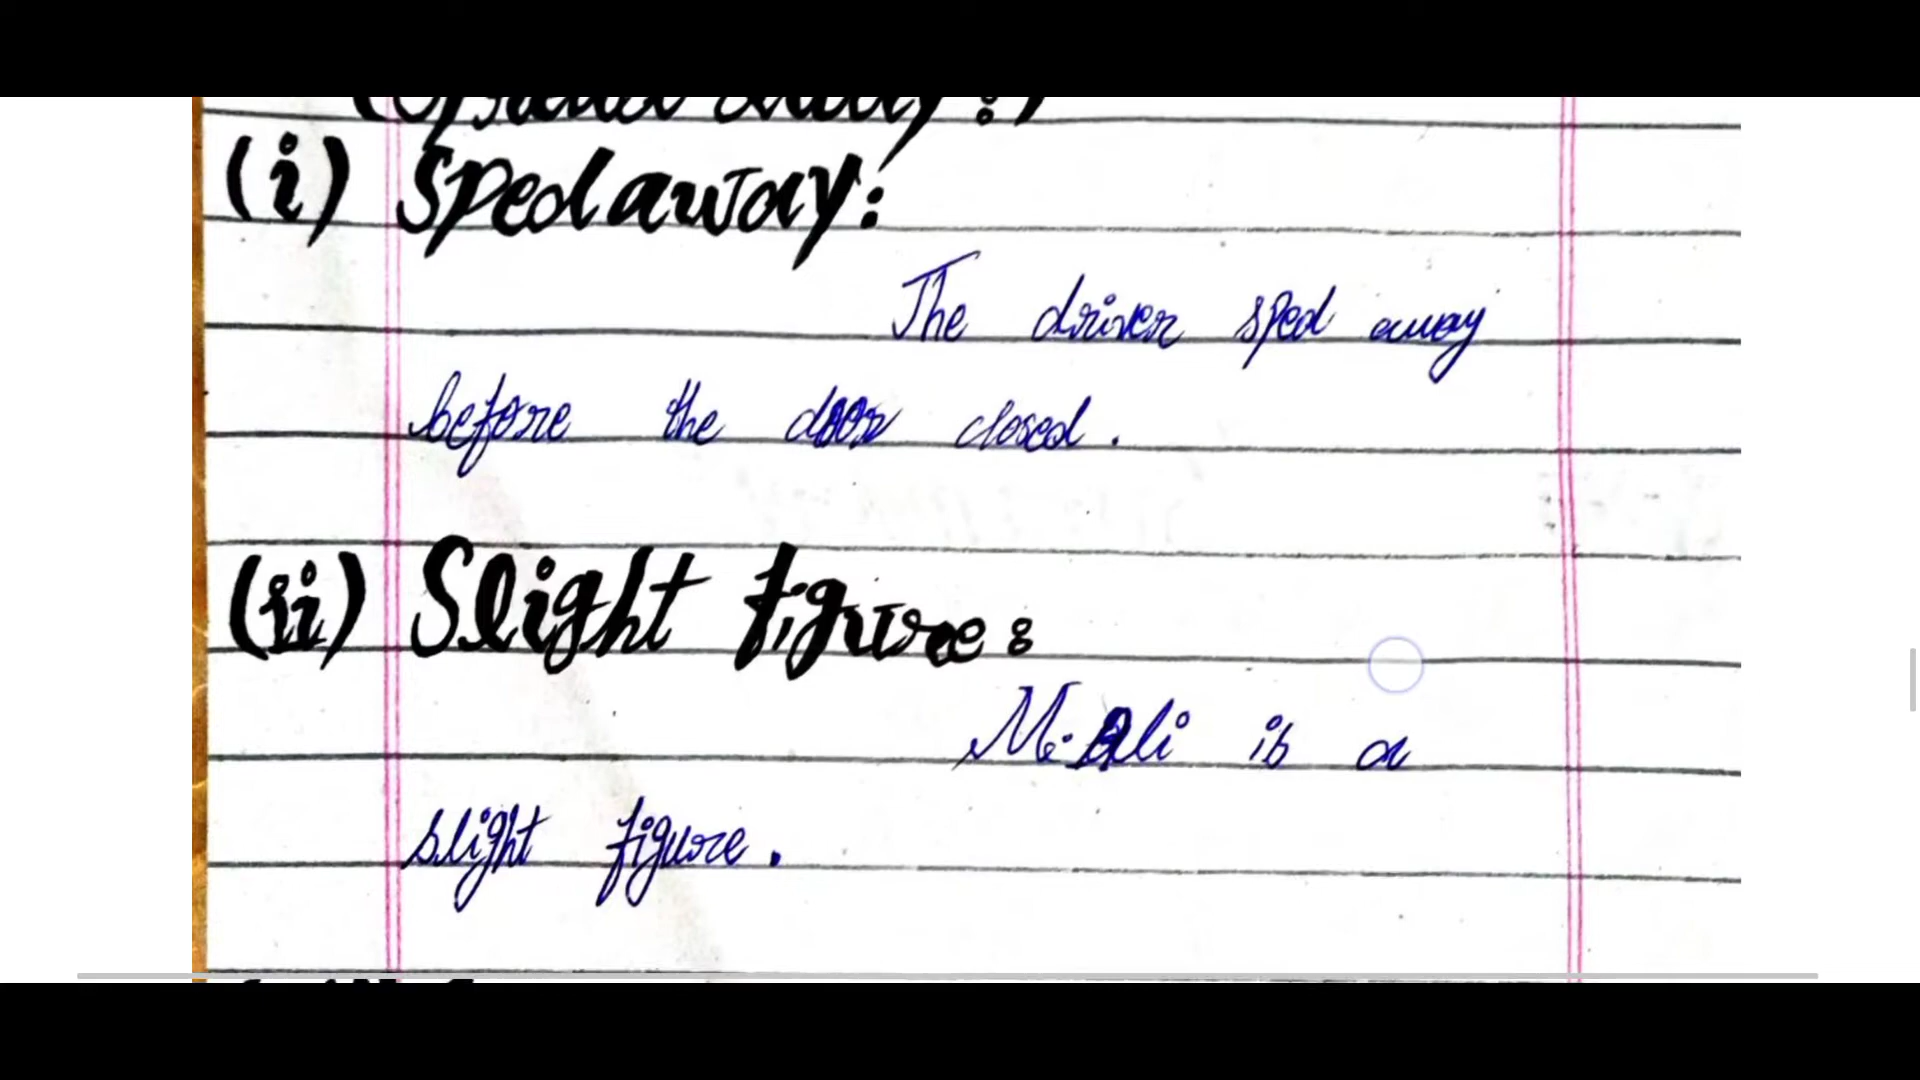 (i) Sped away:
The driver sped away
before the door closed.
(ii) Slight figure:
M. Ali is a
slight figure.